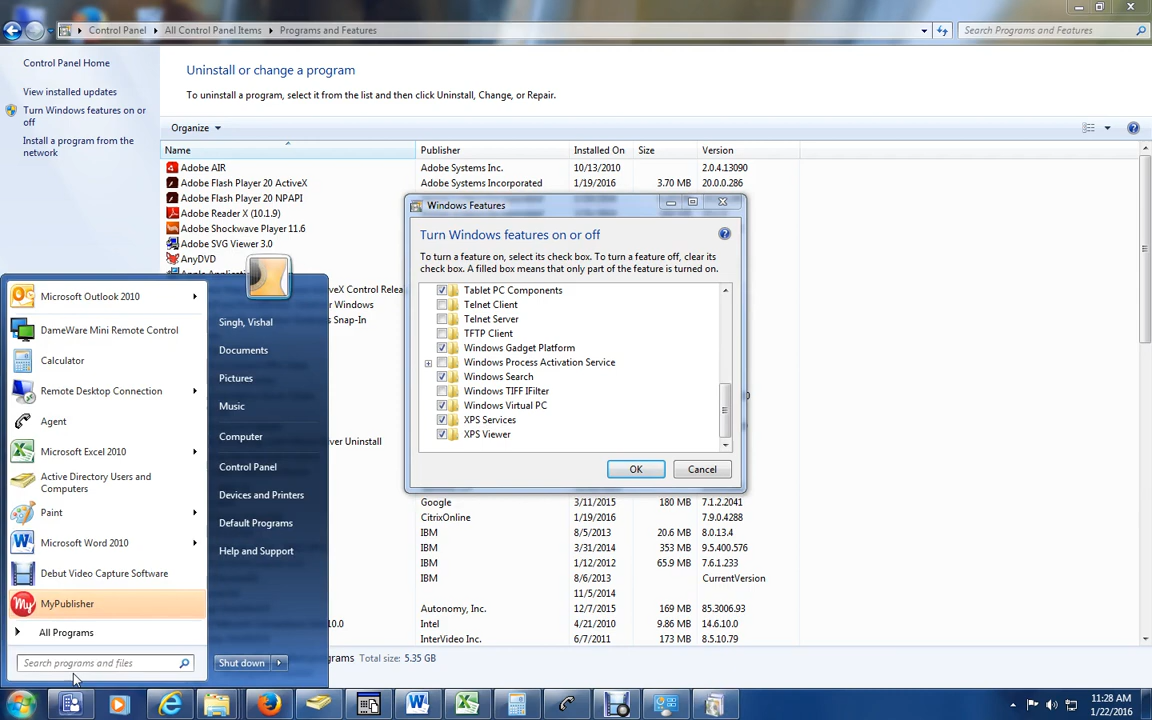 Control Panel
All Control Panel Items
Programs and Features
Search Programs and Features
Control Panel Home
View installed updates
Turn Windows features on or
off
Install a program from the
network
Uninstall or change a program
To uninstall a program, select it from the list and then click Uninstall, Change, or Repair.
Organize
Name Publisher Installed On Size Version
Adobe AIR Adobe Systems Inc. 10/13/2010 2.0.4.13090
Adobe Flash Player 20 ActiveX Adobe Systems Incorporated 1/19/2016 3.70 MB 20.0.0.286
Adobe Flash Player 20 NPAPI
Adobe Reader X (10.1.9)
Adobe Shockwave Player 11.6
Adobe SVG Viewer 3.0
AnyDVD
ActiveX Control Relea
Windows
Snap-In
ver Uninstall
Windows Features
Turn Windows features on or off
To turn a feature on, select its check box. To turn a feature off, clear its
check box. A filled box means that only part of the feature is turned on.
Tablet PC Components
Telnet Client
Telnet Server
TFTP Client
Windows Gadget Platform
Windows Process Activation Service
Windows Search
Windows TIFF IFilter
Windows Virtual PC
XPS Services
XPS Viewer
OK
Cancel
Google 3/11/2015 180 MB 7.1.2.2041
CitrixOnline 1/19/2016 7.9.0.4288
IBM 8/5/2013 20.6 MB 8.0.13.4
IBM 3/31/2014 353 MB 9.5.400.576
IBM 1/12/2012 65.9 MB 7.6.1.233
IBM 8/6/2013 CurrentVersion
11/5/2014
Autonomy, Inc. 12/7/2015 169 MB 85.3006.93
.0 Intel 4/21/2010 9.86 MB 14.6.10.0
InterVideo Inc. 6/7/2011 173 MB 8.5.10.79
programs Total size: 5.35 GB
Microsoft Outlook 2010
DameWare Mini Remote Control
Calculator
Remote Desktop Connection
Agent
Microsoft Excel 2010
Active Directory Users and
Computers
Paint
Microsoft Word 2010
Debut Video Capture Software
MyPublisher
All Programs
Search programs and files
Singh, Vishal
Documents
Pictures
Music
Computer
Control Panel
Devices and Printers
Default Programs
Help and Support
Shut down
11:28 AM
1/22/2016